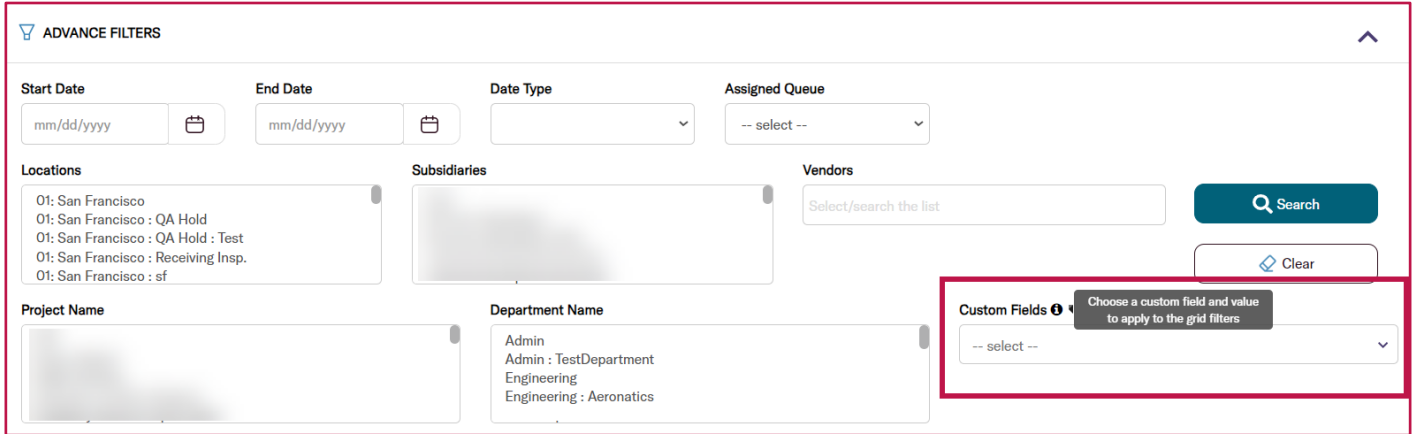 ADVANCE FILTERS
Start Date
End Date
Date Type
Assigned Queue
mm/dd/yyyy
mm/dd/yyyy
-- select --
Locations
Subsidiaries
Vendors
01: San Francisco
01: San Francisco : QA Hold
01: San Francisco : QA Hold : Test
01: San Francisco : Receiving Insp.
01: San Francisco : sf
Select/search the list
Search
Clear
Project Name
Department Name
Admin
Admin : TestDepartment
Engineering
Engineering : Aeronatics
Custom Fields
Choose a custom field and value
to apply to the grid filters
-- select --